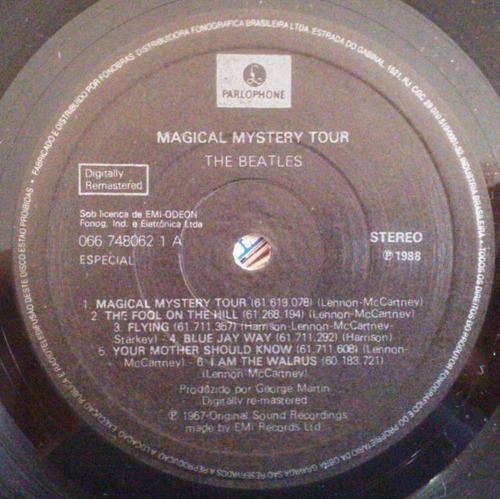 FABRICADO E DISTRIBUIDO POR FONOBRAS. DISTRIBUIDORA FONOGRÁFICA BRASILEIRA LTDA. ESTRADA DO GABINAL
PARLOPHONE
MAGICAL MYSTERY TOUR
THE BEATLES
Digitally
Remastered
Sob licença de EMI-ODEON
Fonog. Ind. e Eletrônica Ltda
066 748062 1 A
ESPECIAL
STEREO
℗ 1988
1. MAGICAL MYSTERY TOUR (61.619.078) (Lennon-McCartney)
2. THE FOOL ON THE HILL (61.268.194) (Lennon-McCartney)
3. FLYING (61.711.357) (Harrison-Lennon-McCartney-
Starkey) - 4. BLUE JAY WAY (61.711.292) (Harrison)
5. YOUR MOTHER SHOULD KNOW (61.711.608) (Lennon-
McCartney) - 6. I AM THE WALRUS (60.183.721)
(Lennon-McCartney)
Produzido por George Martin
Digitally re-mastered
℗ 1967-Original Sound Recordings
made by EMI Records Ltd